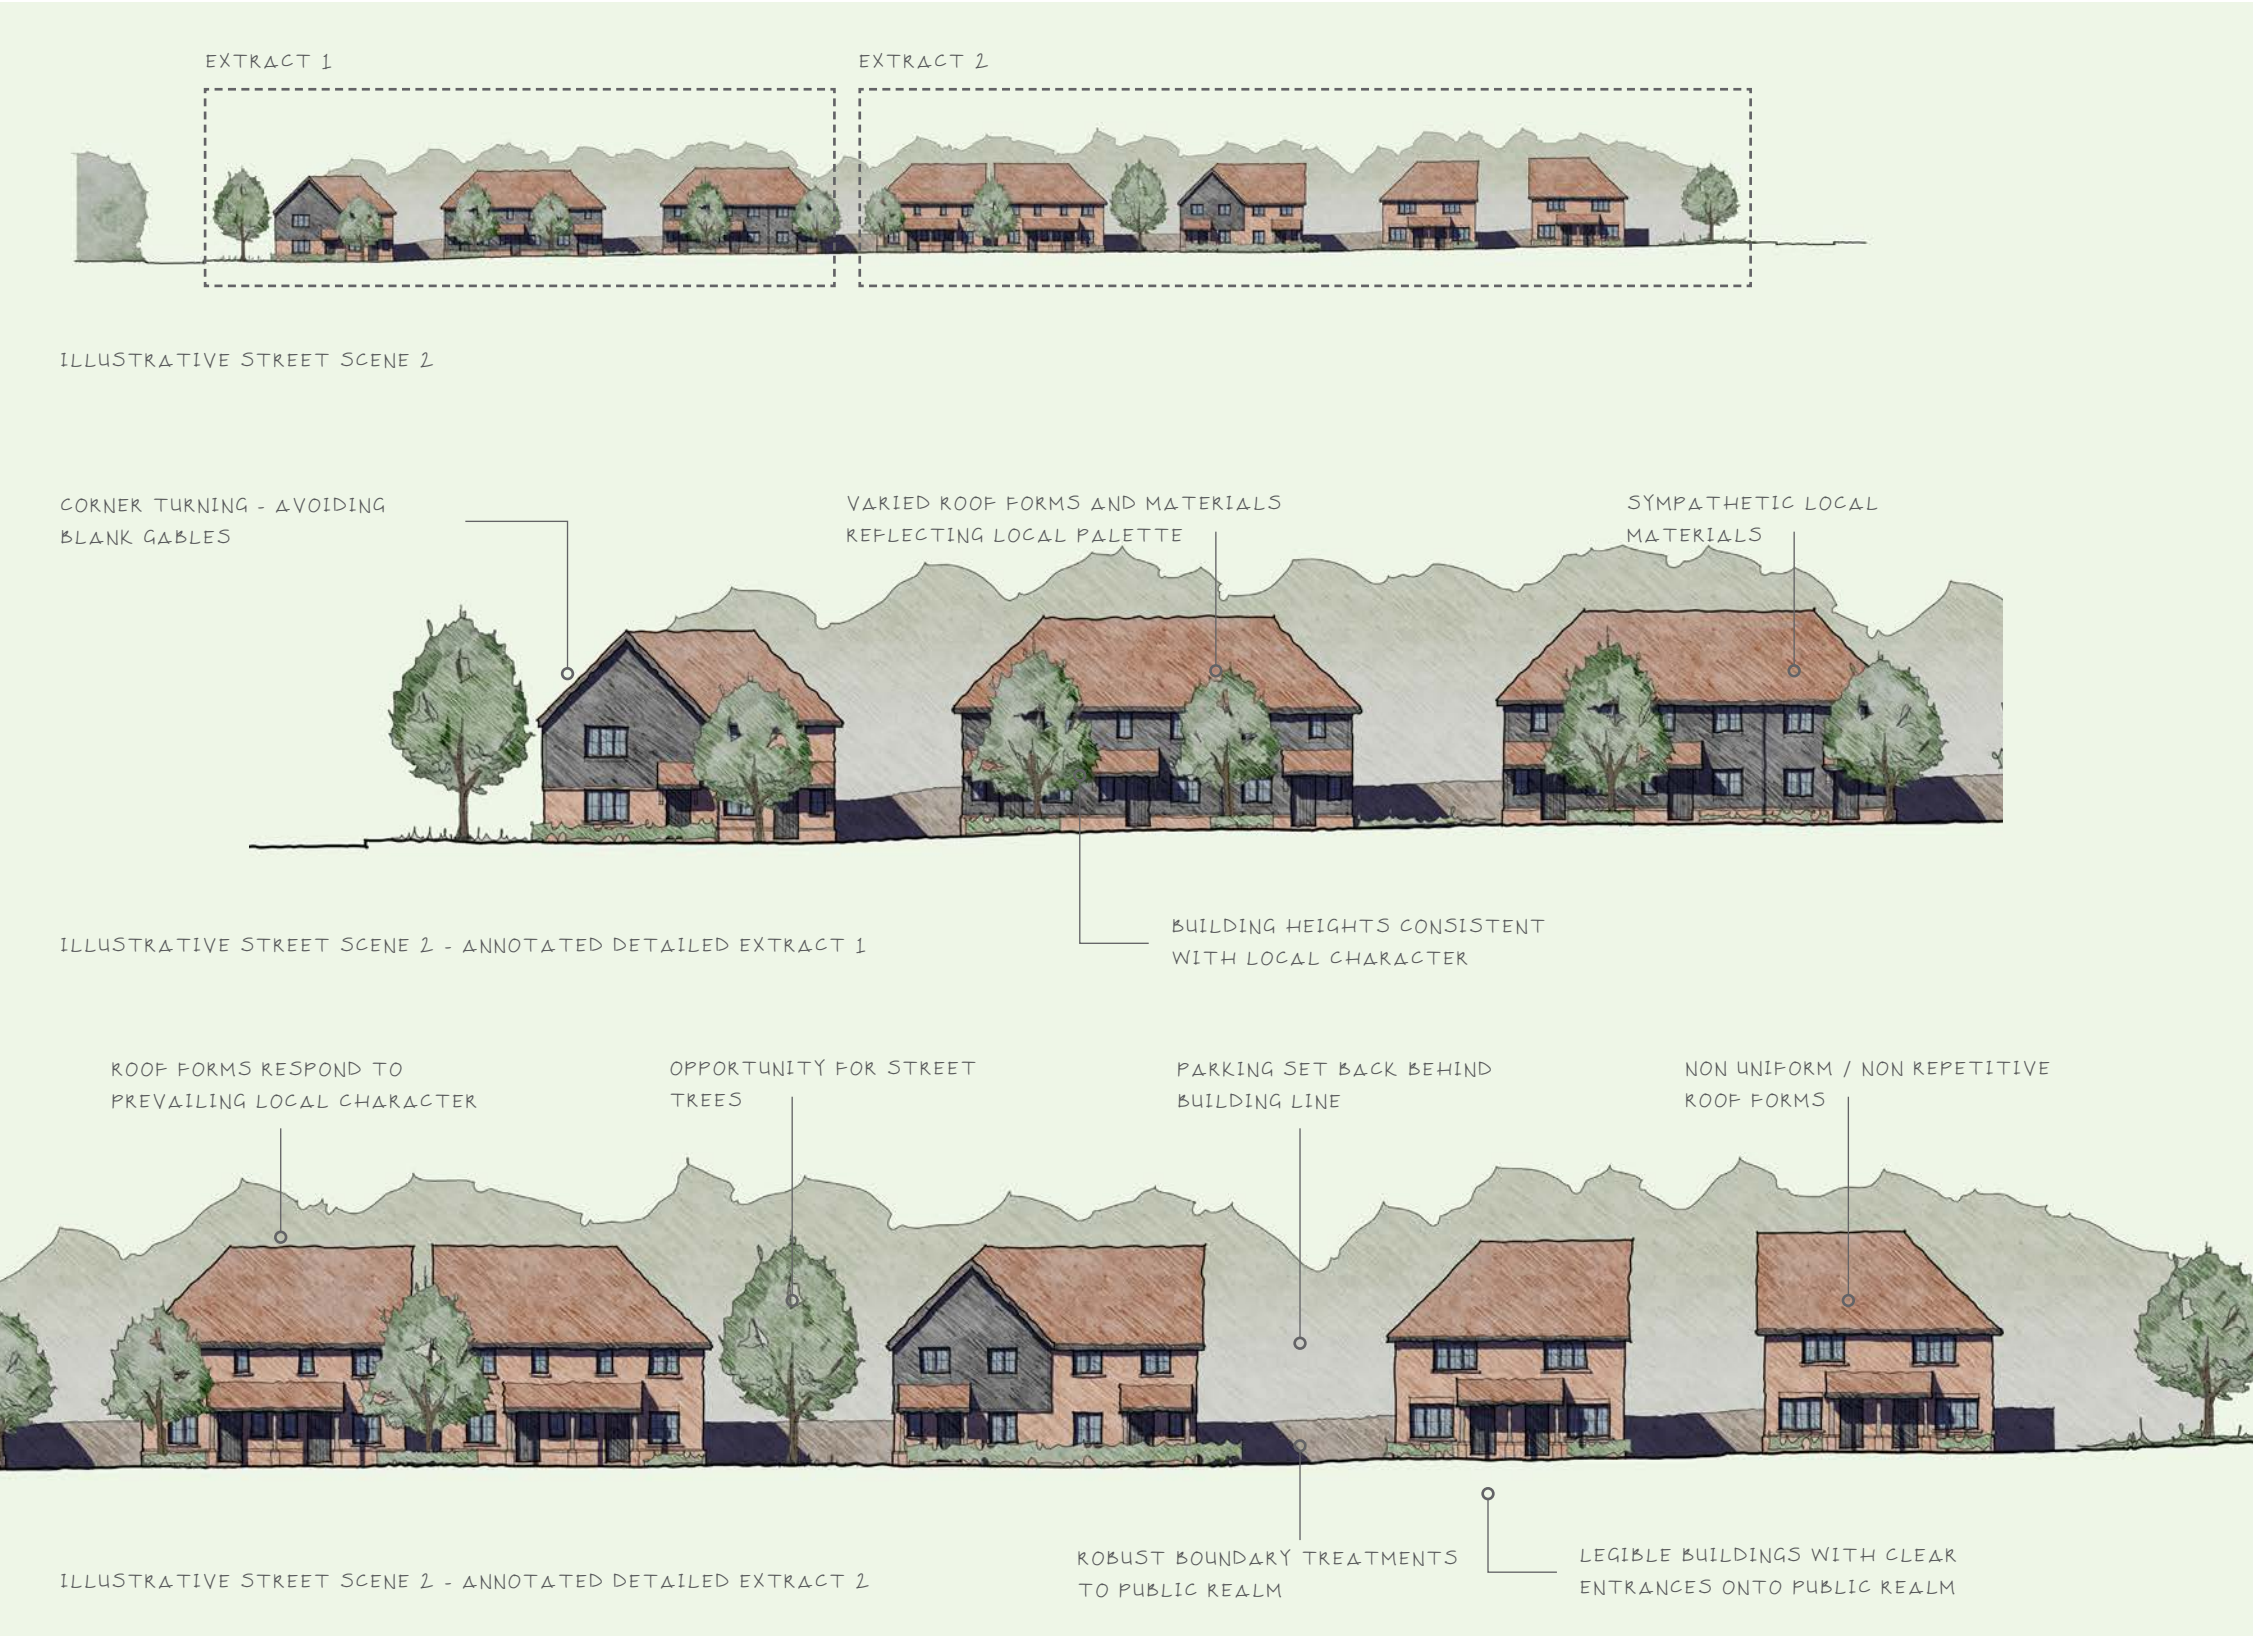 EXTRACT 1
EXTRACT 2
ILLUSTRATIVE STREET SCENE 2
CORNER TURNING - AVOIDING
BLANK GABLES
VARIED ROOF FORMS AND MATERIALS
REFLECTING LOCAL PALETTE
SYMPATHETIC LOCAL
MATERIALS
BUILDING HEIGHTS CONSISTENT
WITH LOCAL CHARACTER
ILLUSTRATIVE STREET SCENE 2 - ANNOTATED DETAILED EXTRACT 1
ROOF FORMS RESPOND TO
PREVAILING LOCAL CHARACTER
OPPORTUNITY FOR STREET
TREES
PARKING SET BACK BEHIND
BUILDING LINE
NON UNIFORM / NON REPETITIVE
ROOF FORMS
ROBUST BOUNDARY TREATMENTS
TO PUBLIC REALM
LEGIBLE BUILDINGS WITH CLEAR
ENTRANCES ONTO PUBLIC REALM
ILLUSTRATIVE STREET SCENE 2 - ANNOTATED DETAILED EXTRACT 2